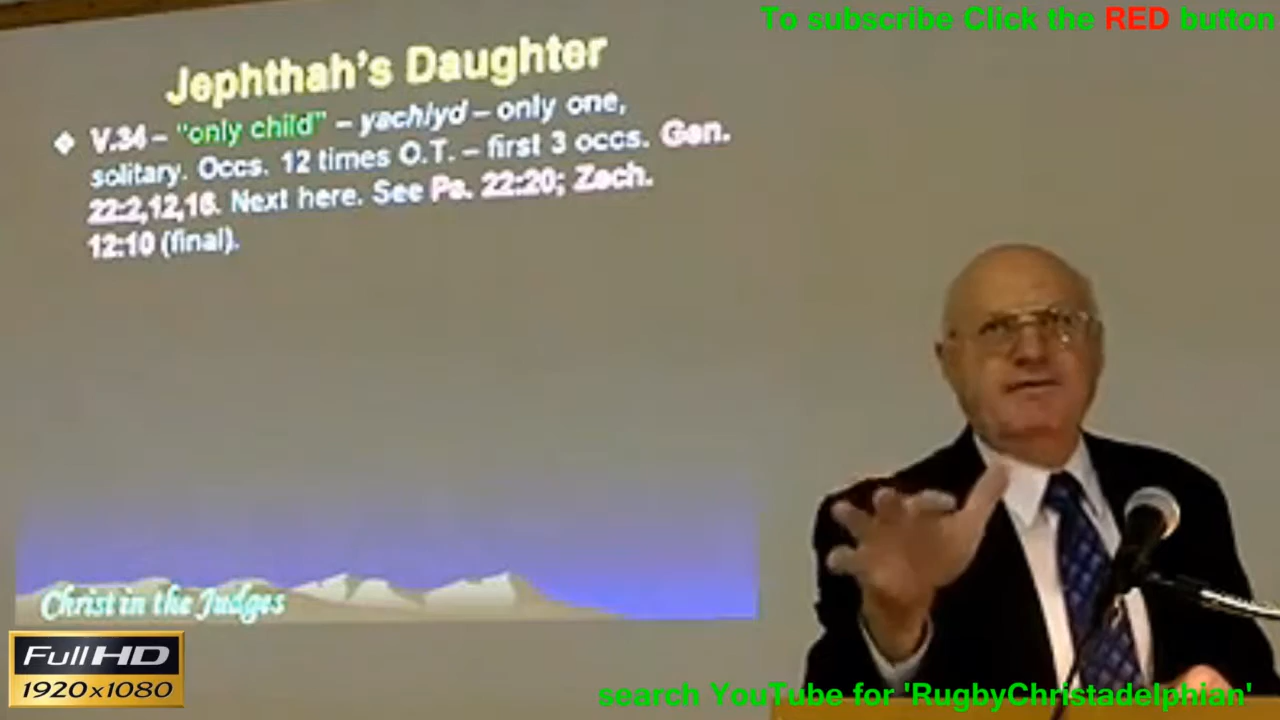 To subscribe Click the RED button
Jephthah's Daughter
❖ V.34 – "only child" – yachiyd – only one,
solitary. Occs. 12 times O.T. – first 3 occs. Gen.
22:2,12,16. Next here. See Ps. 22:20; Zech.
12:10 (final).
Christ in the Judges
Full HD
1920x1080
search YouTube for 'RugbyChristadelphian'